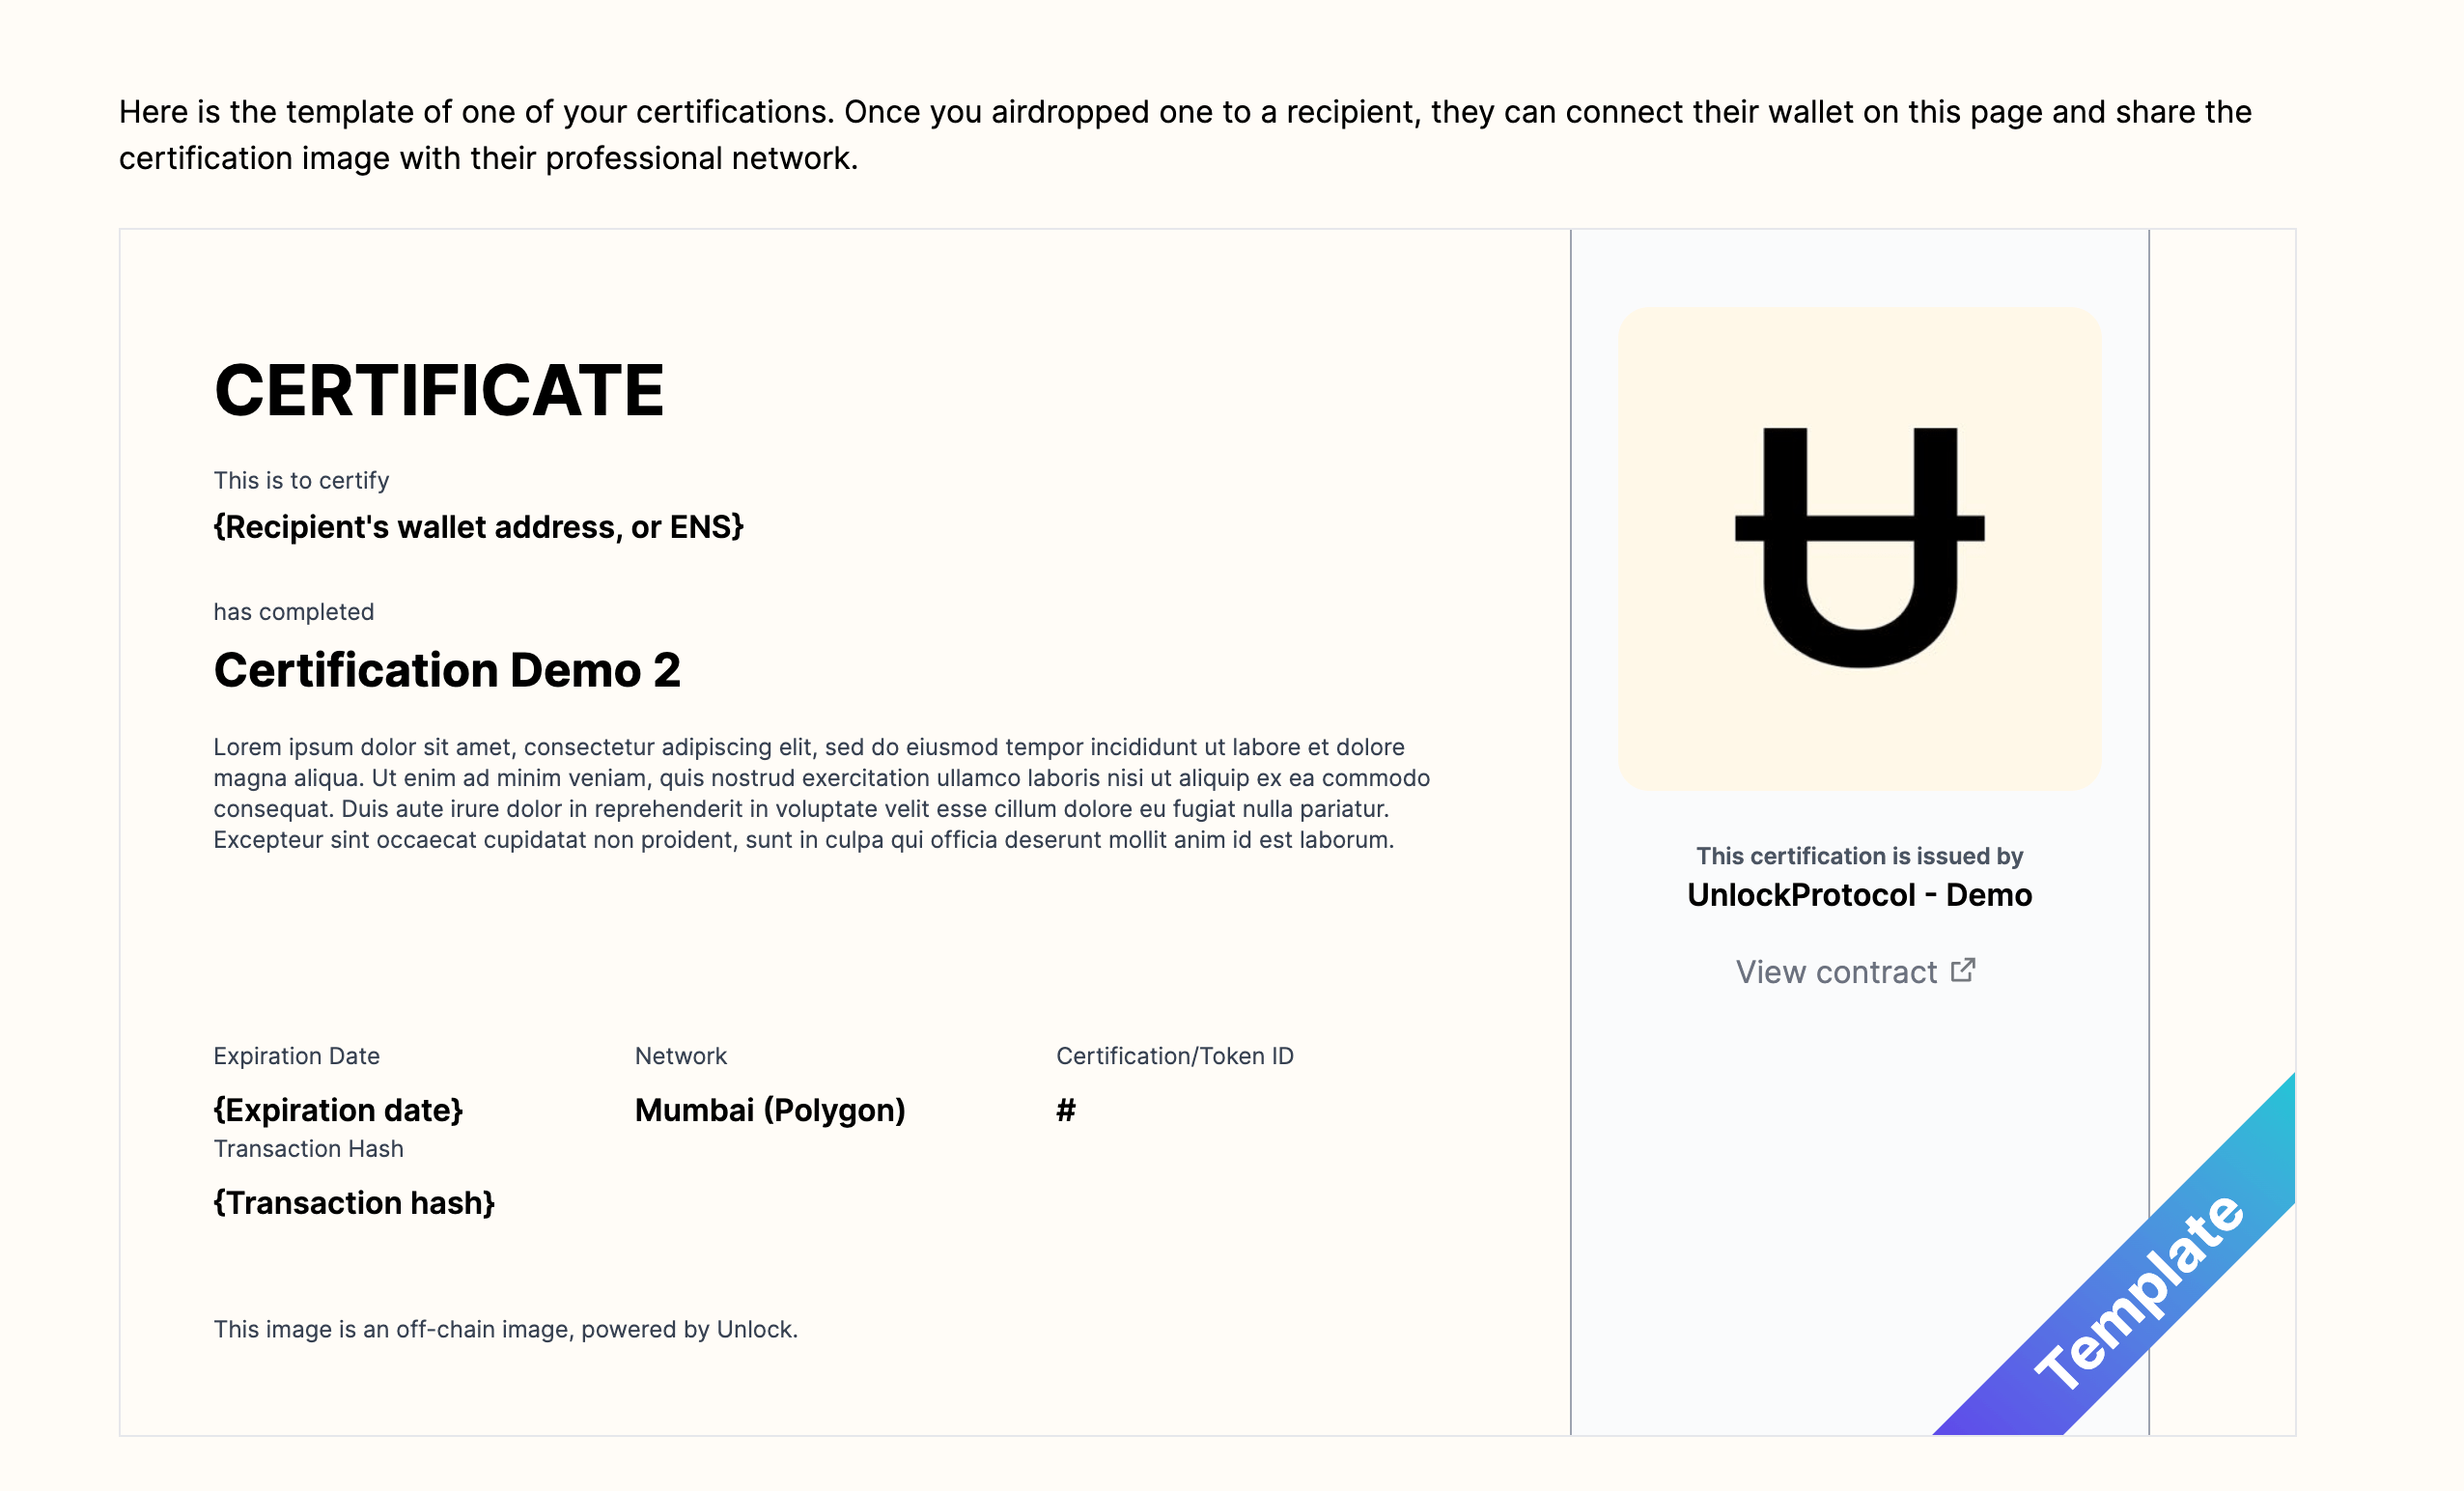 Here is the template of one of your certifications. Once you airdropped one to a recipient, they can connect their wallet on this page and share the
certification image with their professional network.
CERTIFICATE
This is to certify
{Recipient's wallet address, or ENS}
has completed
Certification Demo 2
Lorem ipsum dolor sit amet, consectetur adipiscing elit, sed do eiusmod tempor incididunt ut labore et dolore
magna aliqua. Ut enim ad minim veniam, quis nostrud exercitation ullamco laboris nisi ut aliquip ex ea commodo
consequat. Duis aute irure dolor in reprehenderit in voluptate velit esse cillum dolore eu fugiat nulla pariatur.
Excepteur sint occaecat cupidatat non proident, sunt in culpa qui officia deserunt mollit anim id est laborum.
Expiration Date
{Expiration date}
Network
Mumbai (Polygon)
Certification/Token ID
#
Transaction Hash
{Transaction hash}
This image is an off-chain image, powered by Unlock.
This certification is issued by
UnlockProtocol - Demo
View contract
Template